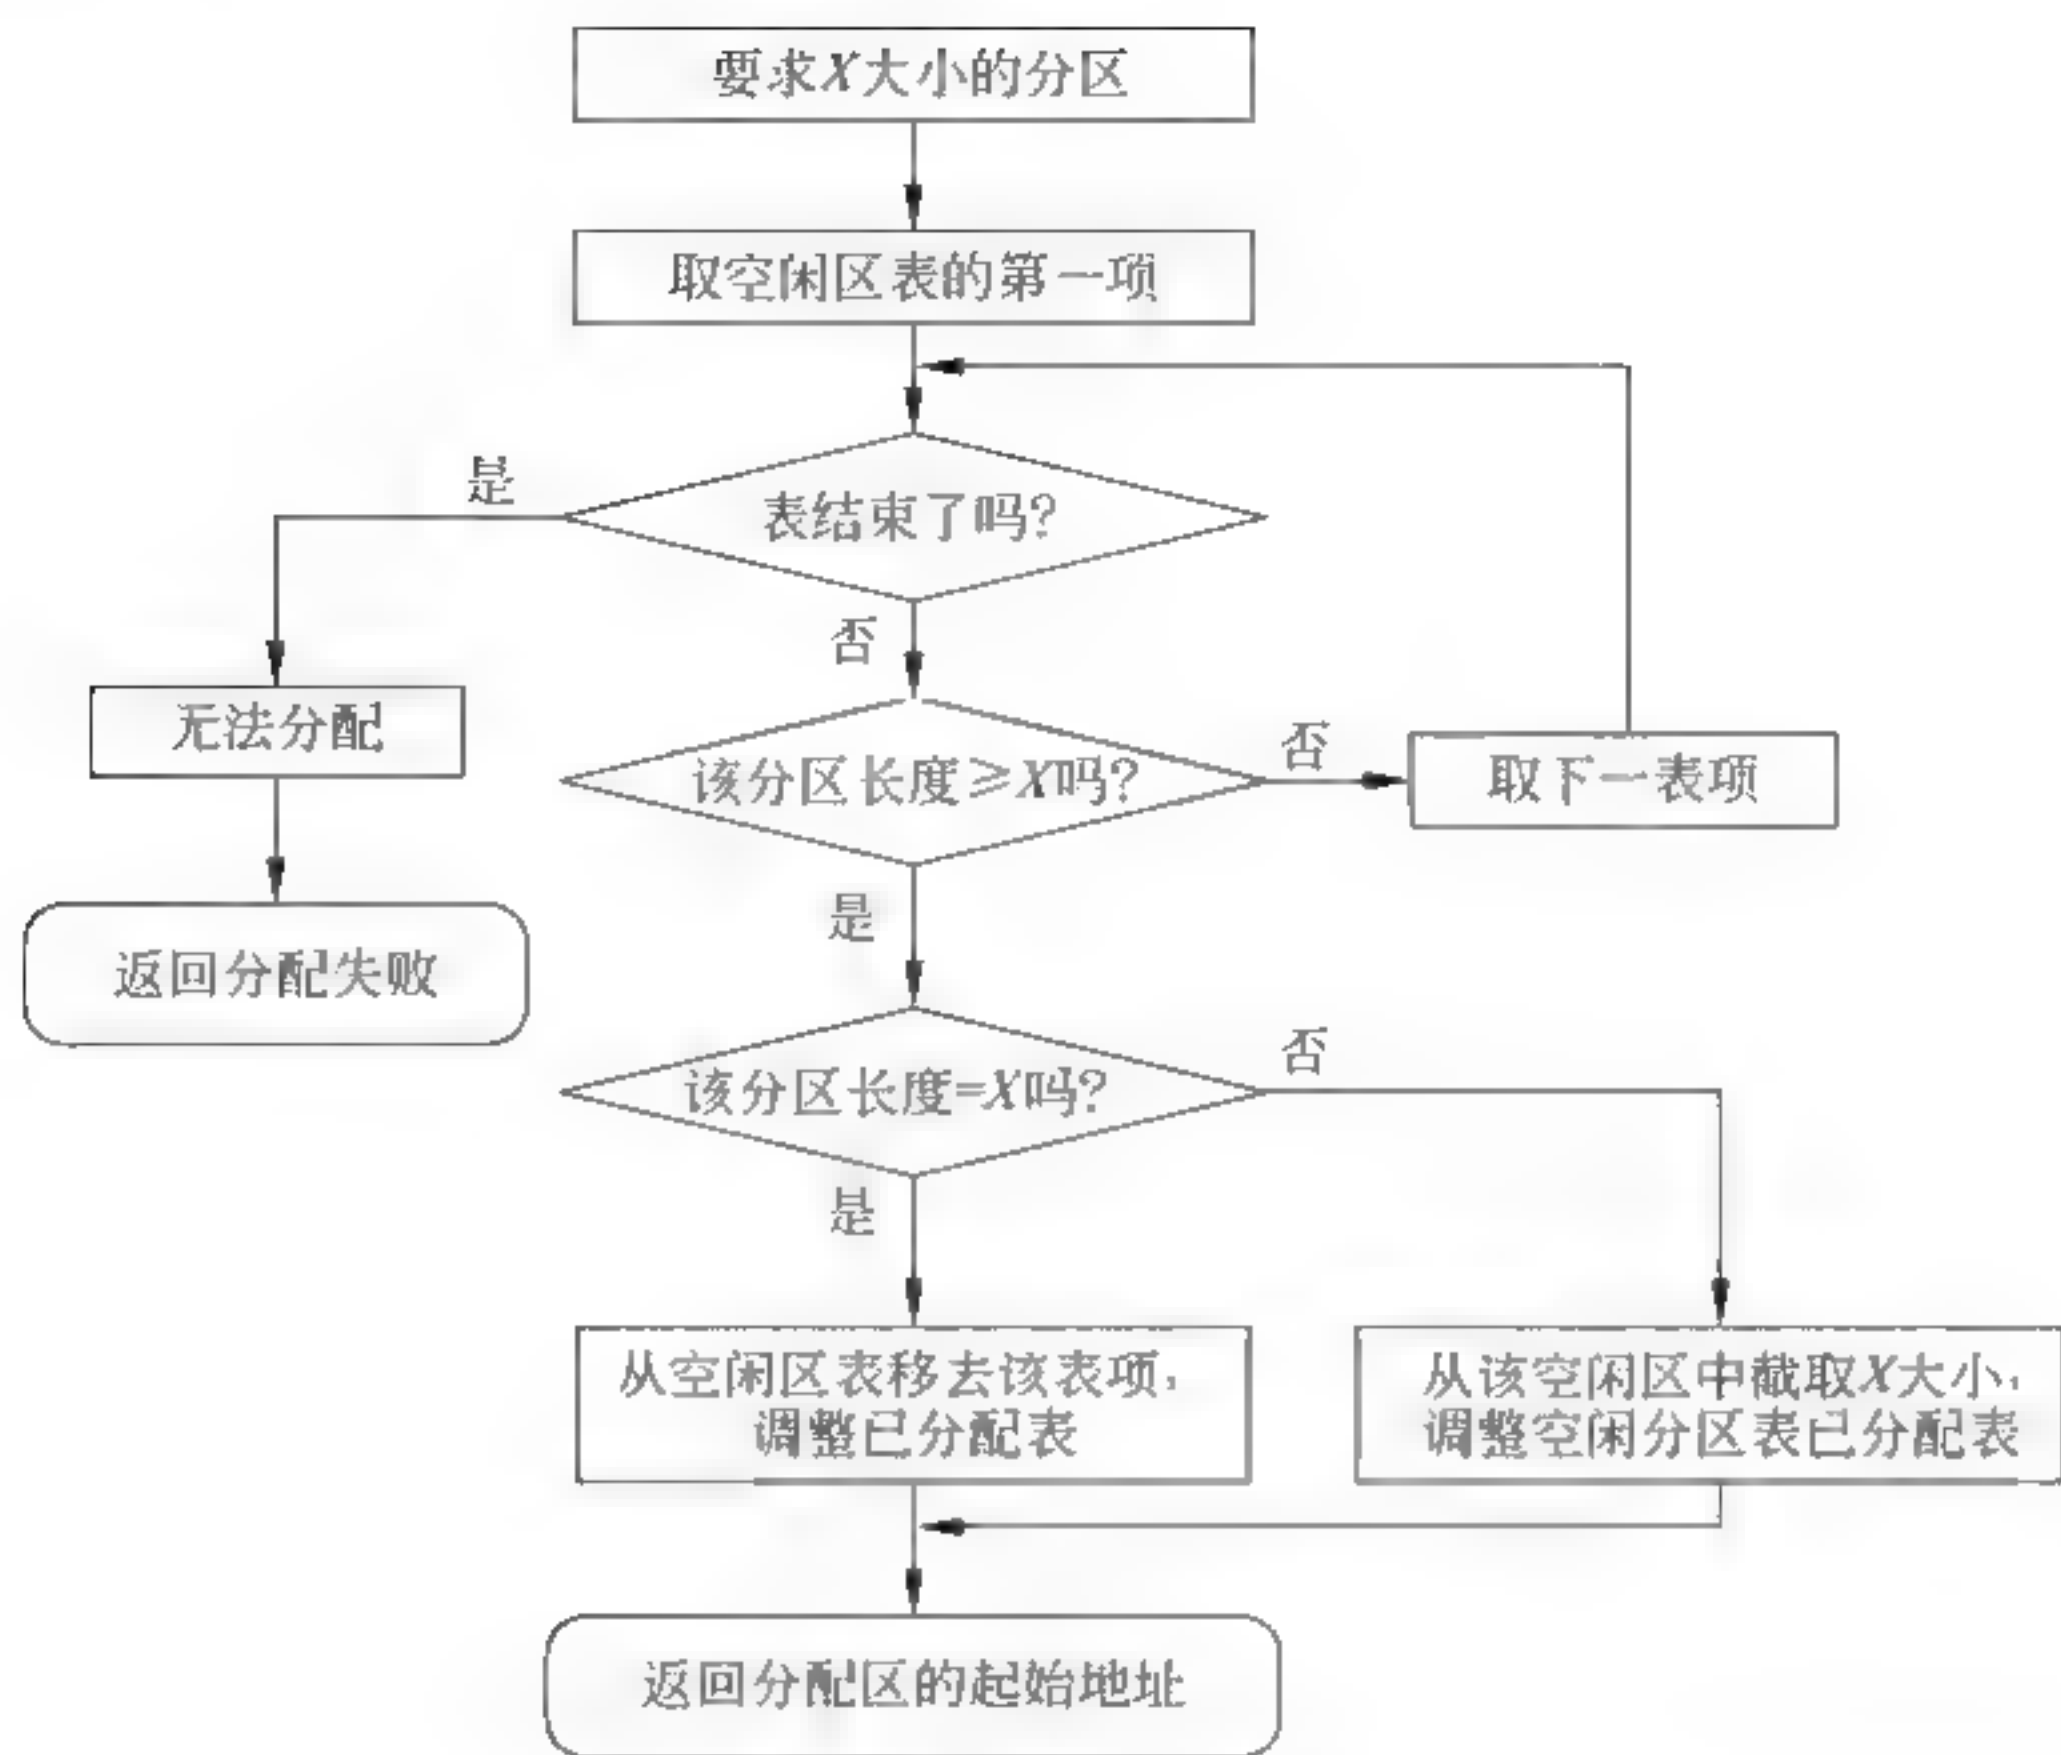 要求X大小的分区
取空闲区表的第一项
是
表结束了吗?
否
无法分配
该分区长度≥X吗?
否
取下一表项
是
返回分配失败
该分区长度=X吗?
否
是
从空闲区表移去该表项,
调整已分配表
从该空闲区中截取X大小,
调整空闲分区表已分配表
返回分配区的起始地址